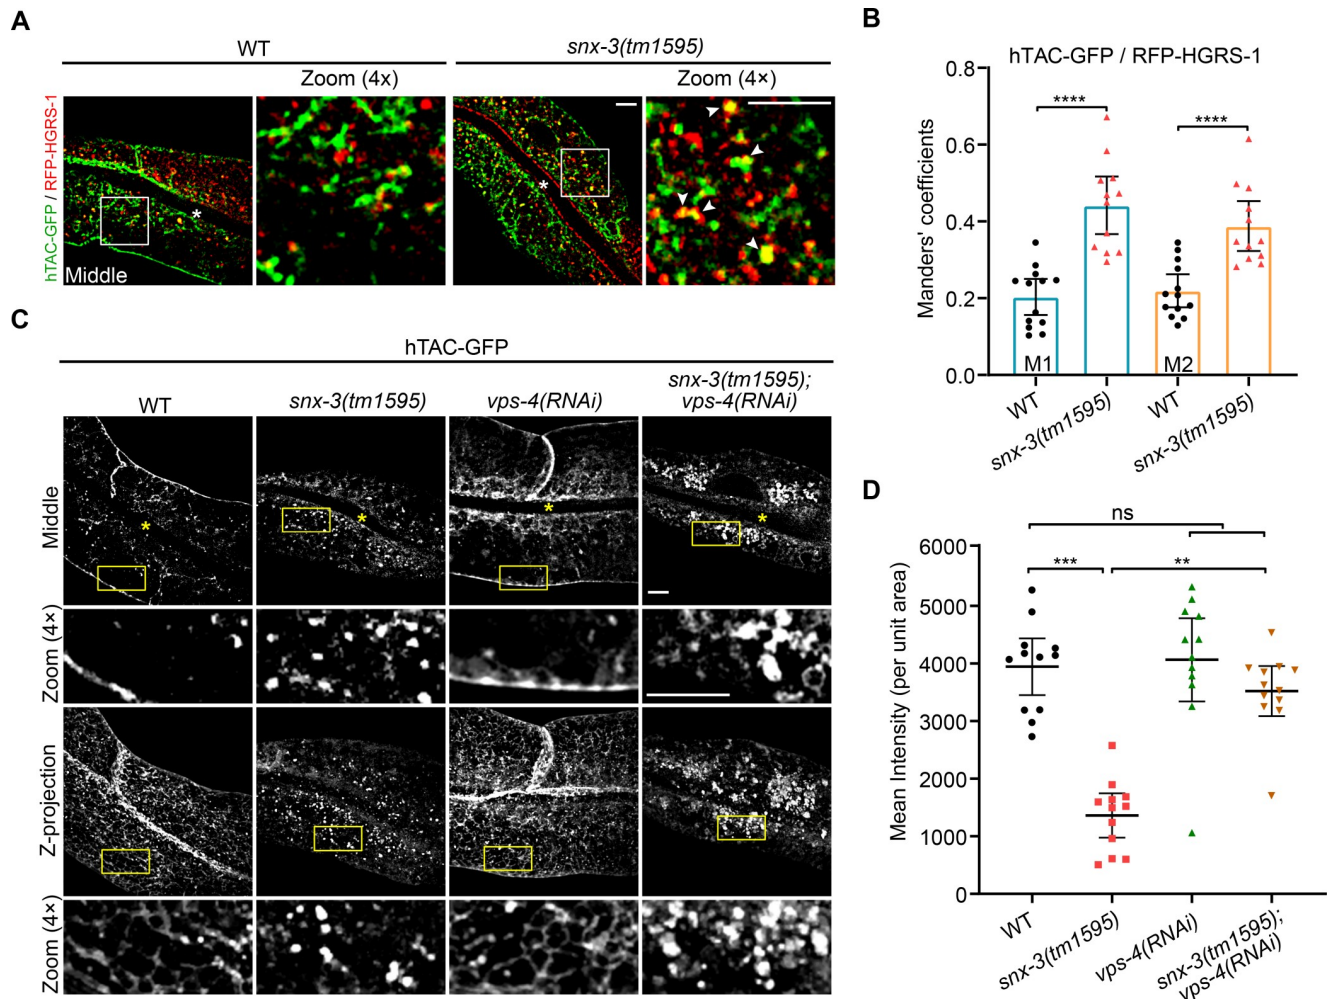 A
WT
snx-3(tm1595)
Zoom (4x)
Zoom (4×)
hTAC-GFP / RFP-HGRS-1
Middle
*
*
B
hTAC-GFP / RFP-HGRS-1
Manders' coefficients
0.8
0.6
0.4
0.2
0.0
****
****
M1
M2
WT
snx-3(tm1595)
WT
snx-3(tm1595)
C
hTAC-GFP
WT
snx-3(tm1595)
vps-4(RNAi)
snx-3(tm1595);
vps-4(RNAi)
Middle
*
*
*
*
Zoom (4×)
Z-projection
Zoom (4×)
D
ns
***
**
Mean Intensity (per unit area)
6000
5000
4000
3000
2000
1000
0
WT
snx-3(tm1595)
vps-4(RNAi)
snx-3(tm1595);
vps-4(RNAi)